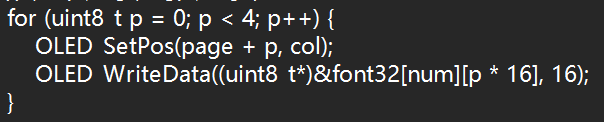 for (uint8 t p = 0; p < 4; p++) {
OLED SetPos(page + p, col);
OLED WriteData((uint8 t*)&font32[num][p * 16], 16);
}